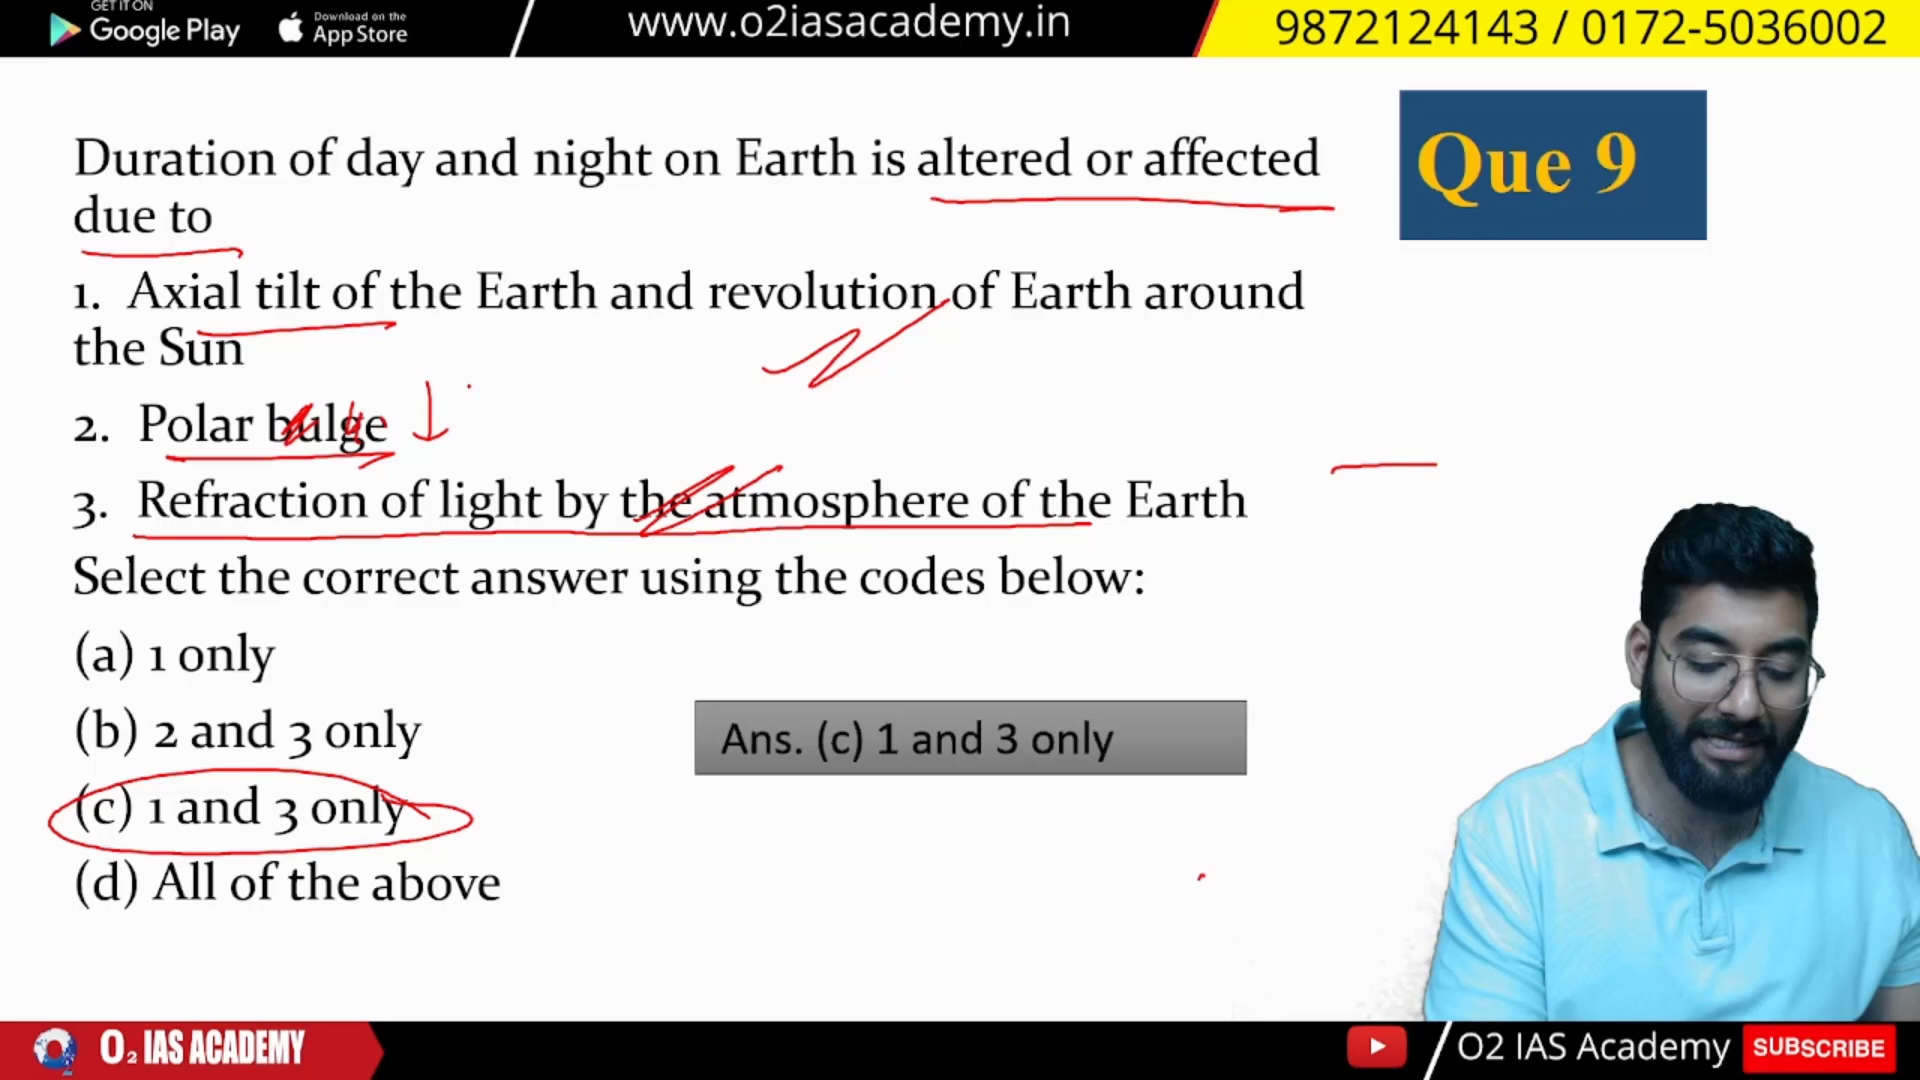 GET IT ON
Google Play
Download on the
App Store
www.o2iasacademy.in
9872124143 / 0172-5036002
Que 9
Duration of day and night on Earth is altered or affected
due to
1. Axial tilt of the Earth and revolution of Earth around
the Sun
2. Polar bulge
3. Refraction of light by the atmosphere of the Earth
Select the correct answer using the codes below:
(a) 1 only
(b) 2 and 3 only
(c) 1 and 3 only
(d) All of the above
Ans. (c) 1 and 3 only
O2 IAS ACADEMY
O2 IAS Academy
SUBSCRIBE